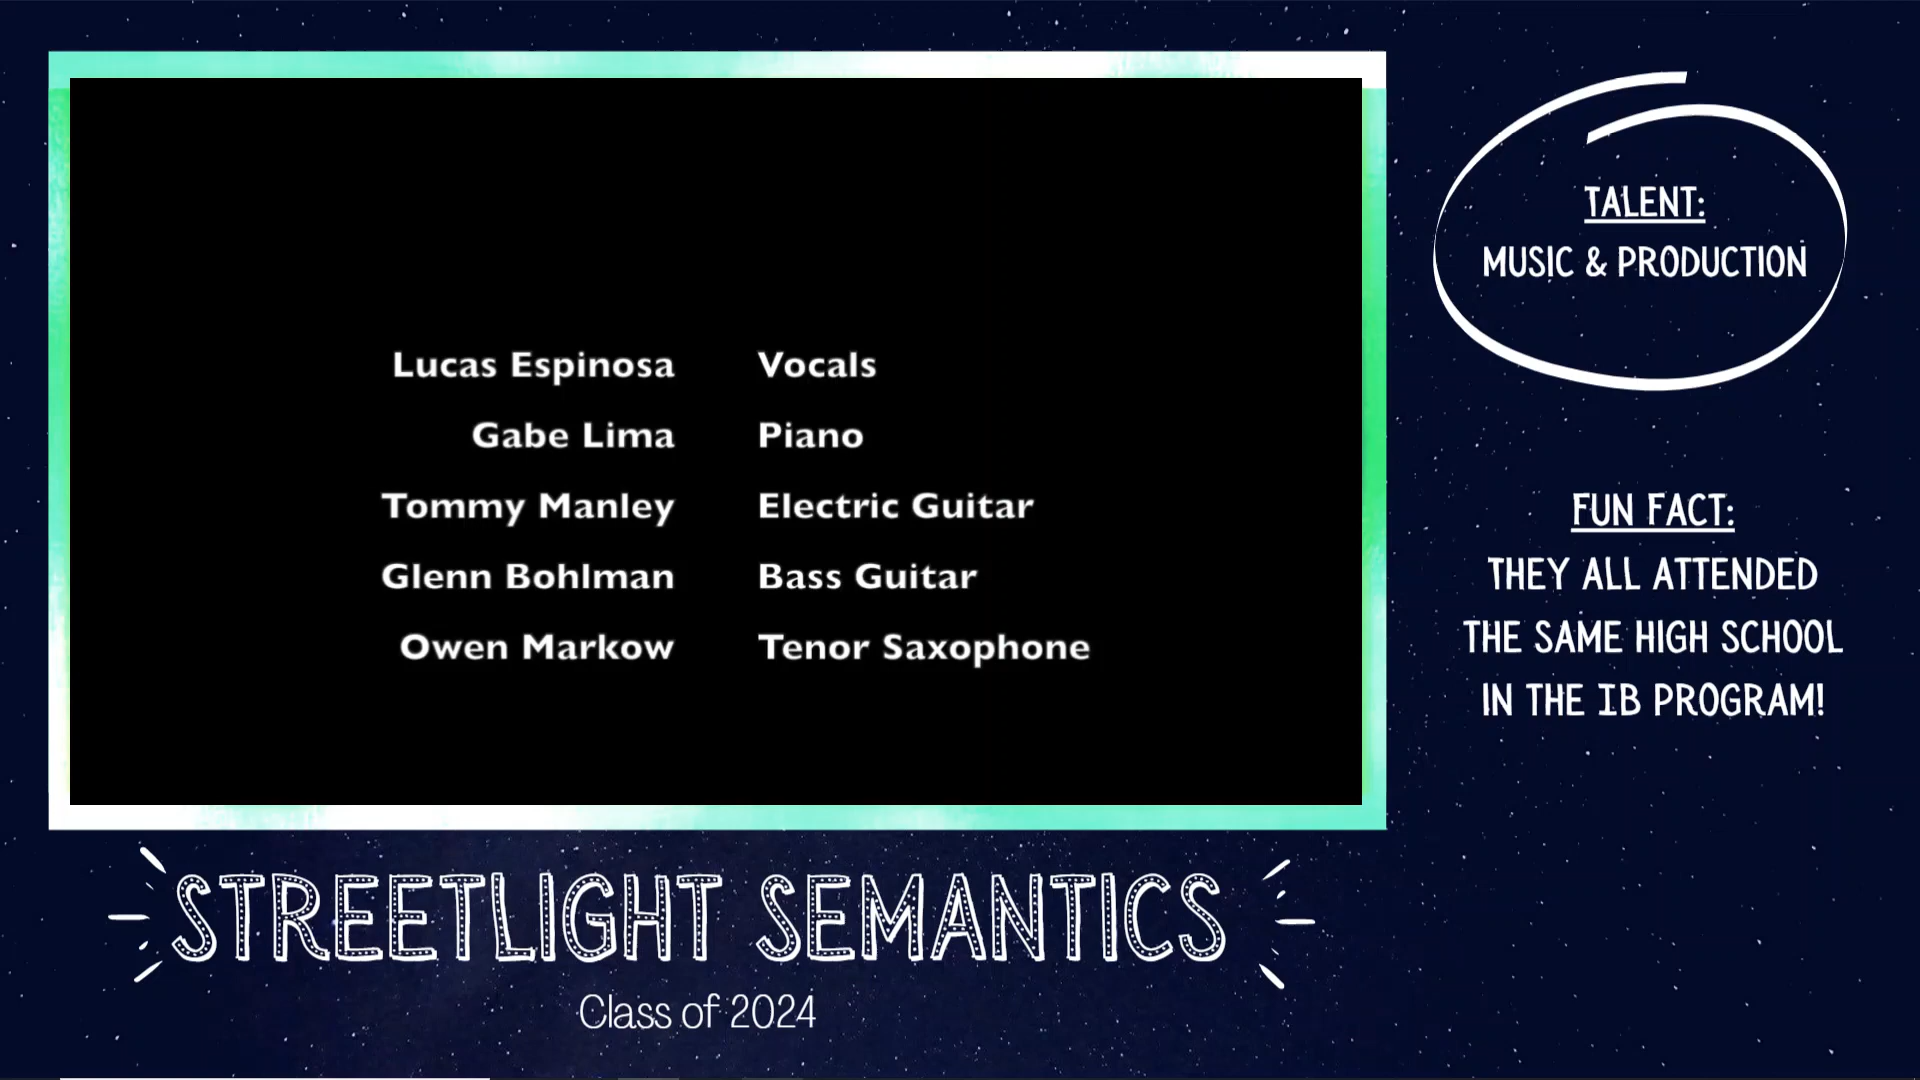 Lucas Espinosa Vocals
Gabe Lima Piano
Tommy Manley Electric Guitar
Glenn Bohlman Bass Guitar
Owen Markow Tenor Saxophone
TALENT:
MUSIC & PRODUCTION
FUN FACT:
THEY ALL ATTENDED
THE SAME HIGH SCHOOL
IN THE IB PROGRAM!
STREETLIGHT SEMANTICS
Class of 2024